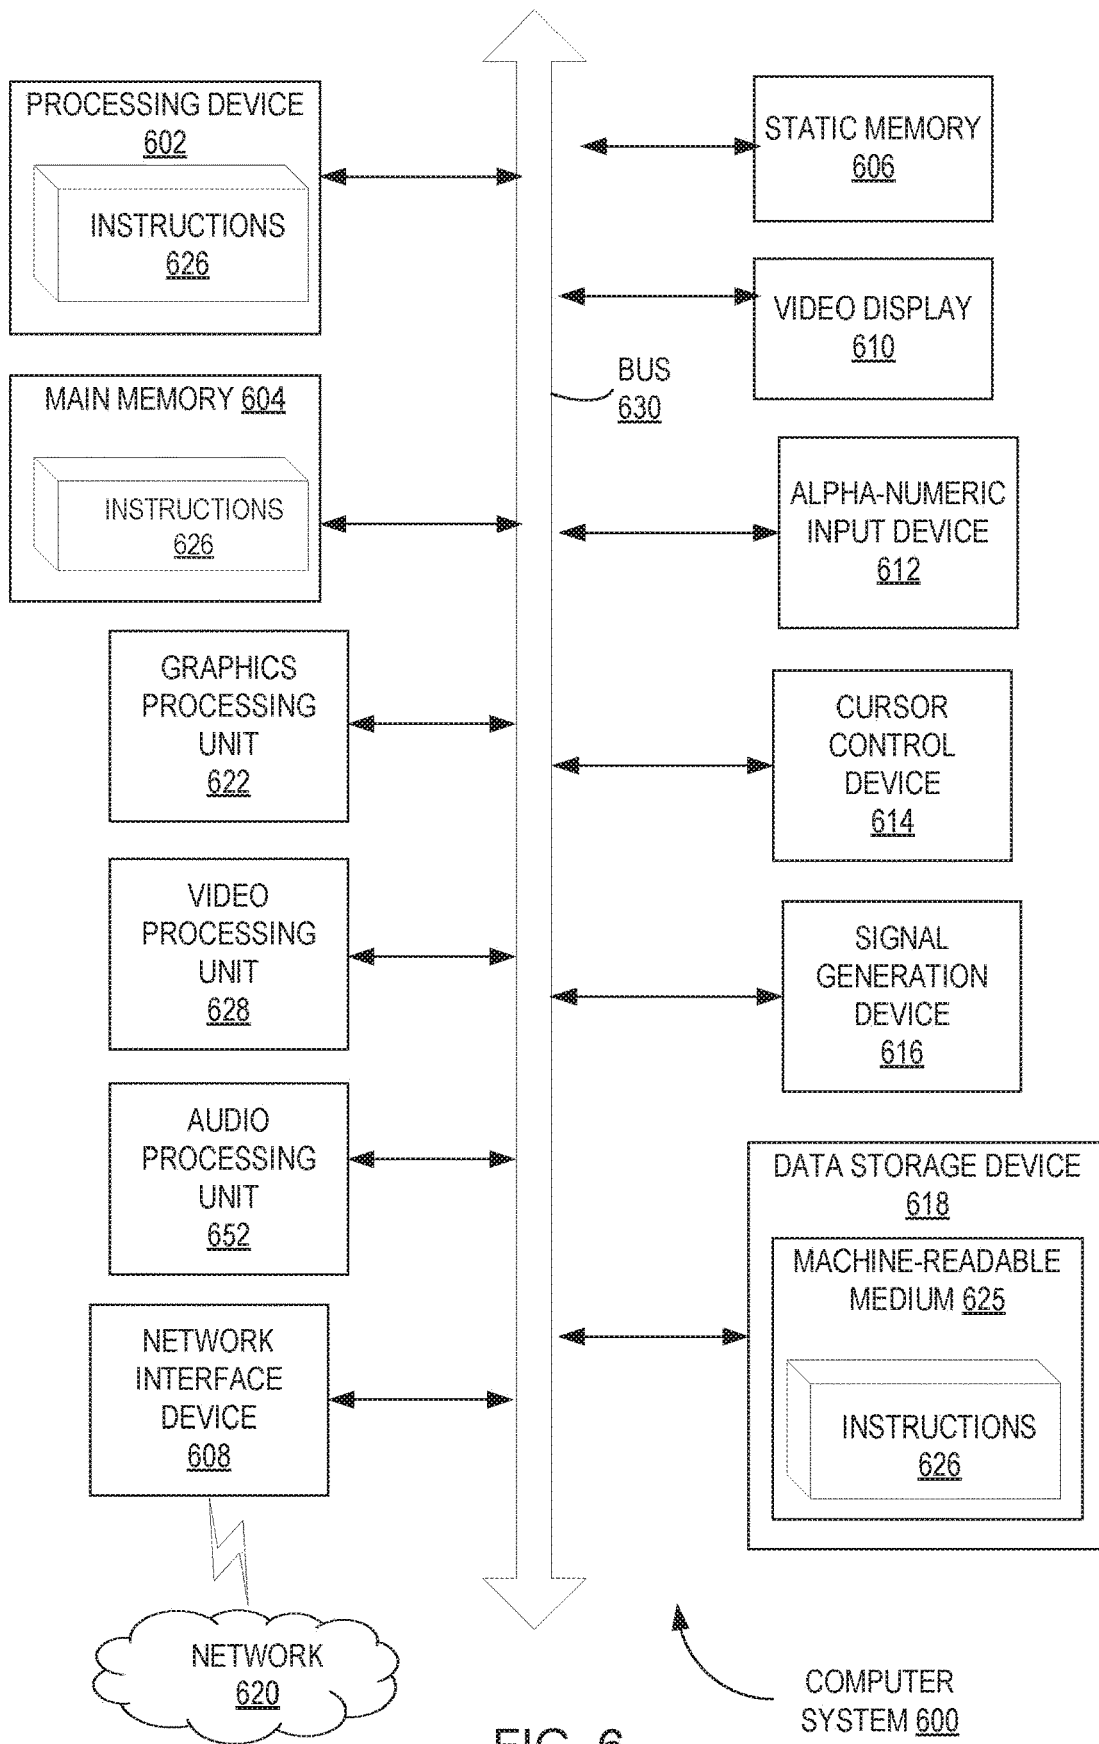 PROCESSING DEVICE
602
INSTRUCTIONS
626
MAIN MEMORY 604
INSTRUCTIONS
626
GRAPHICS
PROCESSING
UNIT
622
VIDEO
PROCESSING
UNIT
628
AUDIO
PROCESSING
UNIT
652
NETWORK
INTERFACE
DEVICE
608
NETWORK
620
BUS
630
STATIC MEMORY
606
VIDEO DISPLAY
610
ALPHA-NUMERIC
INPUT DEVICE
612
CURSOR
CONTROL
DEVICE
614
SIGNAL
GENERATION
DEVICE
616
DATA STORAGE DEVICE
618
MACHINE-READABLE
MEDIUM 625
INSTRUCTIONS
626
COMPUTER
SYSTEM 600
FIG. 6